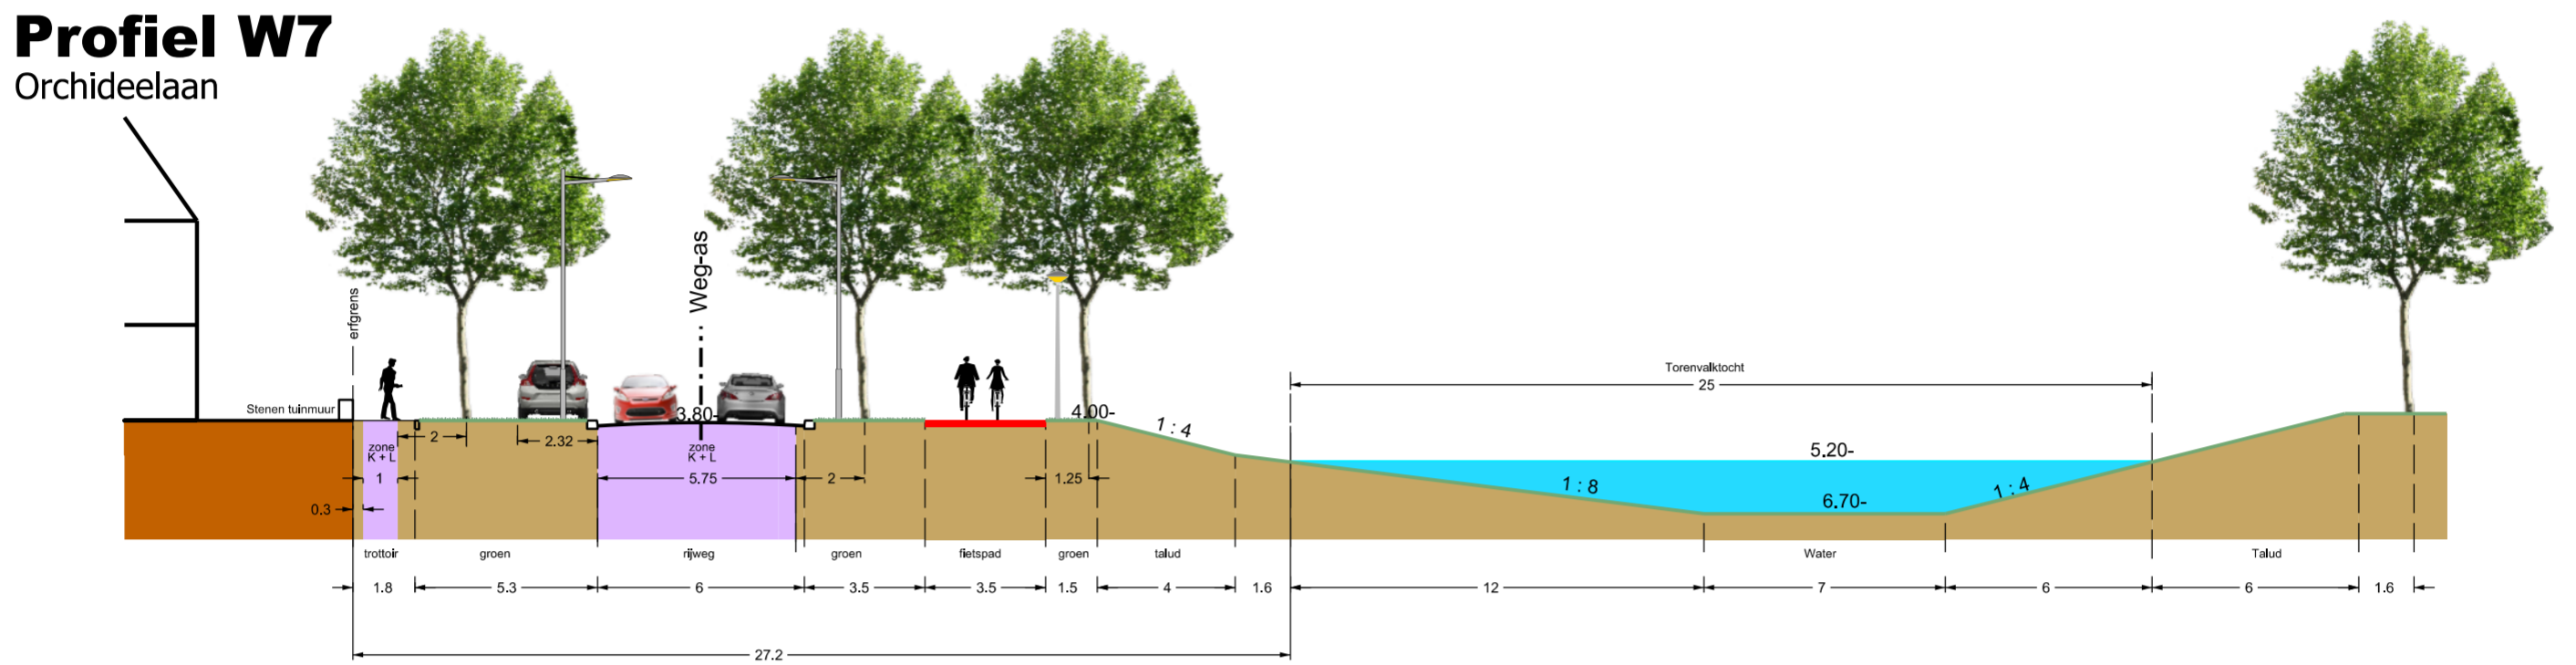 Profiel W7
Orchideelaan
erfgrens
Weg-as
Stenen tuinmuur
3.80-
4.00-
1 : 4
Torenvalktocht
25
5.20-
6.70-
1 : 8
1 : 4
zone
K + L
2
2.32
zone
K + L
1
5.75
2
1.25
0.3
trottoir groen rijweg groen fietspad groen talud Water Talud
1.8 5.3 6 3.5 3.5 1.5 4 1.6 12 7 6 6 1.6
27.2